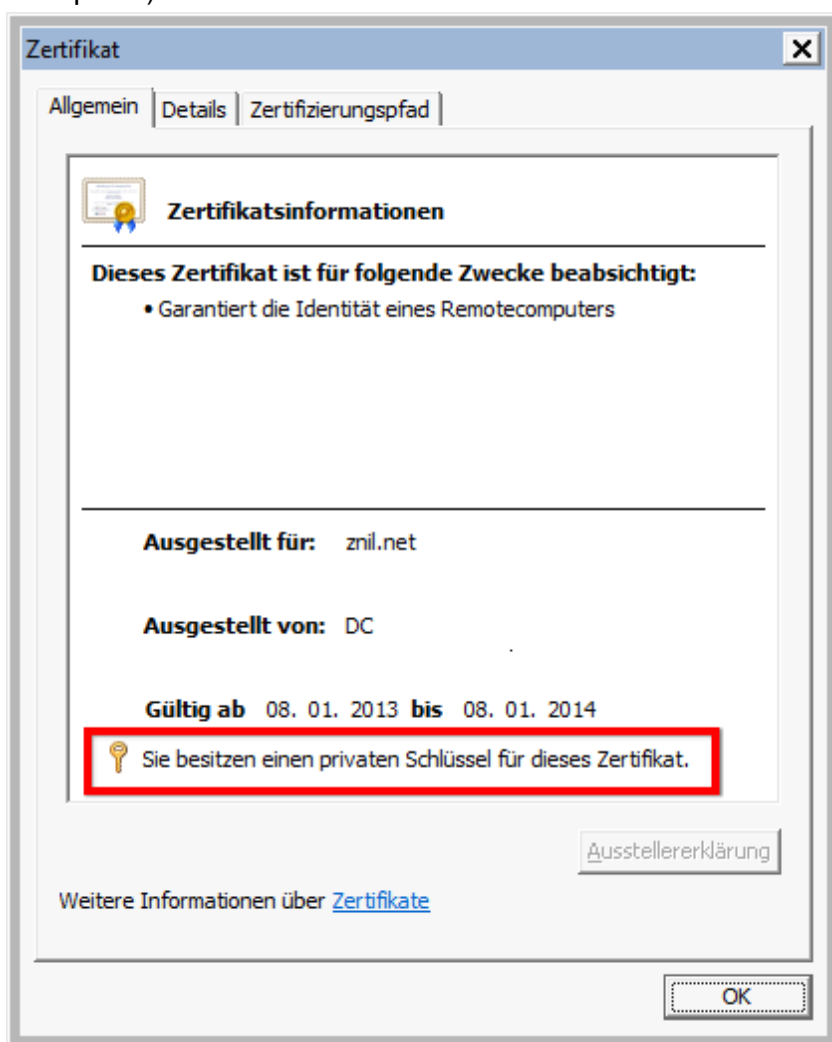 Zertifikat
Allgemein Details Zertifizierungspfad
Zertifikatsinformationen
Dieses Zertifikat ist für folgende Zwecke beabsichtigt:
• Garantiert die Identität eines Remotecomputers
Ausgestellt für: znil.net
Ausgestellt von: DC
Gültig ab 08. 01. 2013 bis 08. 01. 2014
Sie besitzen einen privaten Schlüssel für dieses Zertifikat.
Ausstellererklärung
Weitere Informationen über Zertifikate
OK